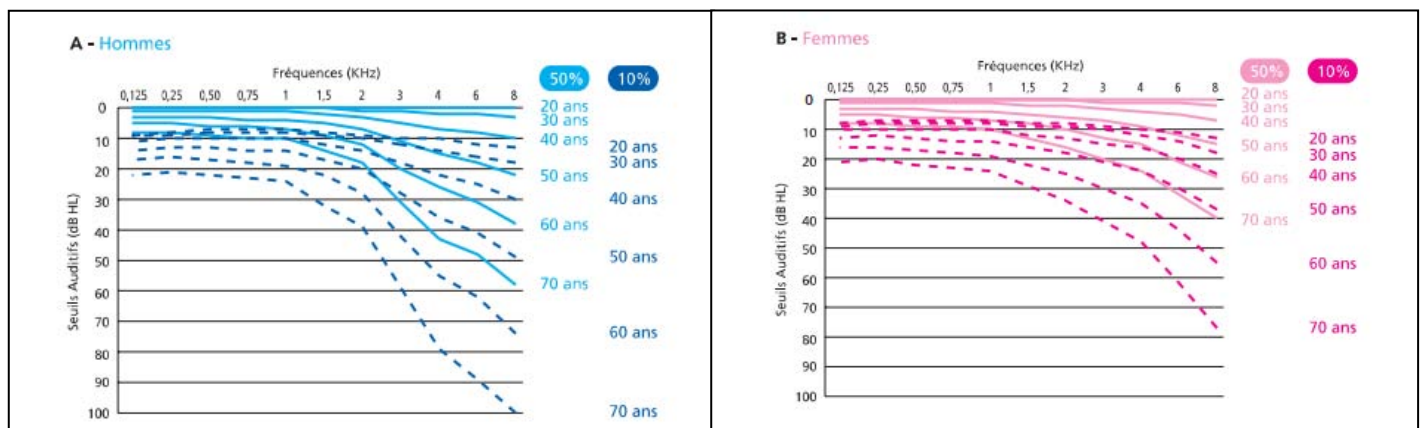 A - Hommes
Fréquences (KHz)
50% 10%
0,125 0,25 0,50 0,75 1 1,5 2 3 4 6 8
Seuils Auditifs (dB HL)
0
10
20
30
40
50
60
70
80
90
100
20 ans
30 ans
40 ans
50 ans
60 ans
70 ans
20 ans
30 ans
40 ans
50 ans
60 ans
70 ans
B - Femmes
Fréquences (KHz)
50% 10%
0,125 0,25 0,50 0,75 1 1,5 2 3 4 6 8
Seuils Auditifs (dB HL)
0
10
20
30
40
50
60
70
80
90
100
20 ans
30 ans
40 ans
50 ans
60 ans
70 ans
20 ans
30 ans
40 ans
50 ans
60 ans
70 ans